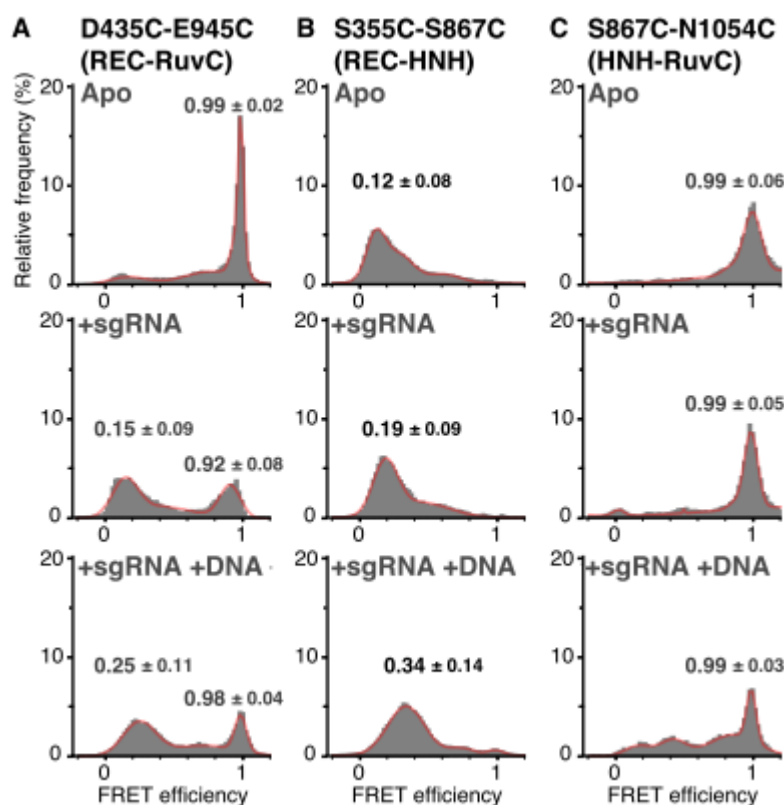 A D435C-E945C
(REC-RuvC)
B S355C-S867C
(REC-HNH)
C S867C-N1054C
(HNH-RuvC)
Relative frequency (%)
20
Apo
0.99 ± 0.02
10
0
0 1
20
Apo
0.12 ± 0.08
10
0
0 1
20
Apo
0.99 ± 0.06
10
0
0 1
20
+sgRNA
0.15 ± 0.09
0.92 ± 0.08
10
0
0 1
20
+sgRNA
0.19 ± 0.09
10
0
0 1
20
+sgRNA
0.99 ± 0.05
10
0
0 1
20
+sgRNA +DNA
0.25 ± 0.11
0.98 ± 0.04
10
0
0 1
FRET efficiency
20
+sgRNA +DNA
0.34 ± 0.14
10
0
0 1
FRET efficiency
20
+sgRNA +DNA
0.99 ± 0.03
10
0
0 1
FRET efficiency